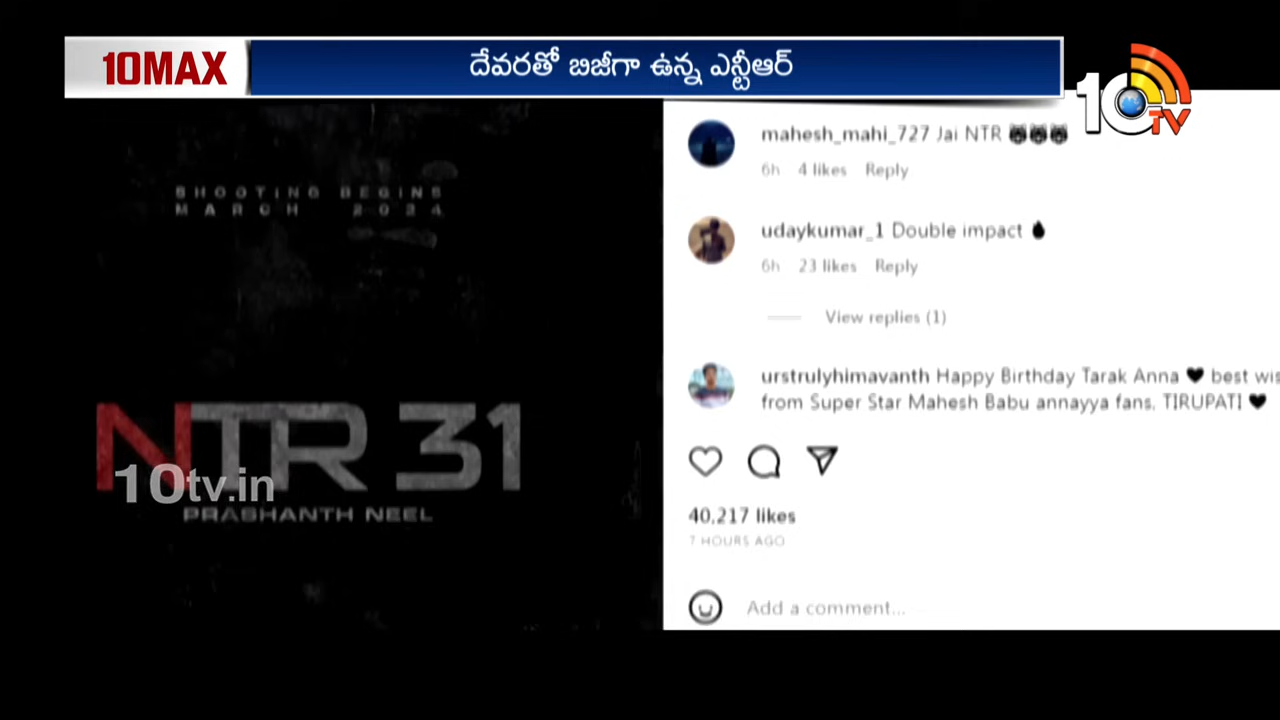 10MAX
దేవరతో బిజీగా ఉన్న ఎన్టీఆర్
10TV
SHOOTING BEGINS
MARCH 2024
NTR 31
10tv.in
PRASHANTH NEEL
mahesh_mahi_727 Jai NTR
6h 4 likes Reply
udaykumar_1 Double impact
6h 23 likes Reply
View replies (1)
urstrulyhimavanth Happy Birthday Tarak Anna ♥ best wis
from Super Star Mahesh Babu annayya fans. TIRUPATI ♥
40,217 likes
7 HOURS AGO
Add a comment...